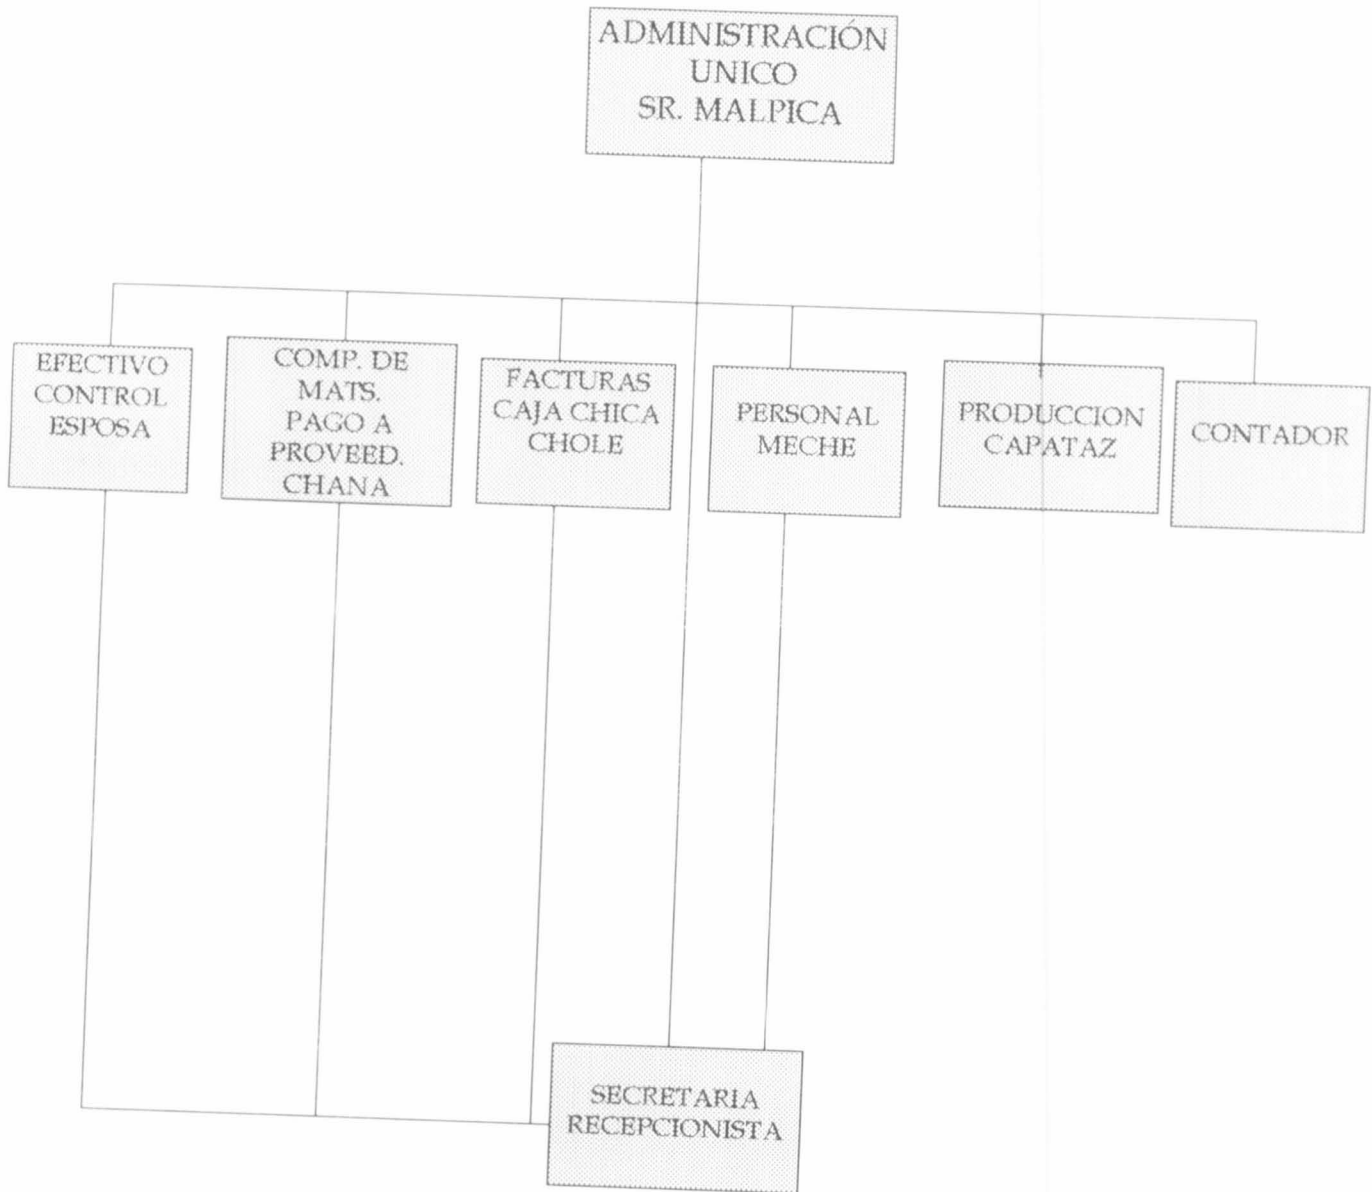 ADMINISTRACIÓN
UNICO
SR. MALPICA
EFECTIVO
CONTROL
ESPOSA
COMP. DE
MATS.
PAGO A
PROVEED.
CHANA
FACTURAS
CAJA CHICA
CHOLE
PERSONAL
MECHE
PRODUCCION
CAPATAZ
CONTADOR
SECRETARIA
RECEPCIONISTA